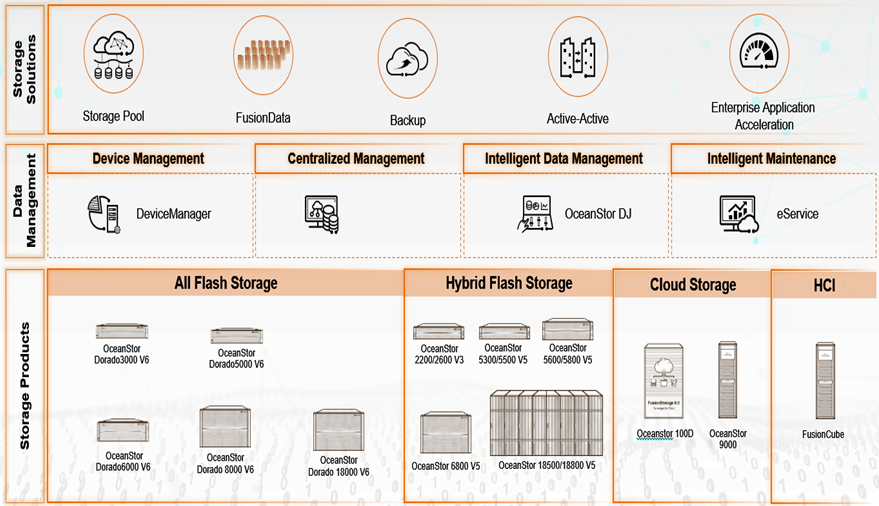 Storage
Solutions
Storage Pool
FusionData
Backup
Active-Active
Enterprise Application
Acceleration
Data
Management
Device Management
Centralized Management
Intelligent Data Management
Intelligent Maintenance
DeviceManager
OceanStor DJ
eService
Storage Products
All Flash Storage
Hybrid Flash Storage
Cloud Storage
HCI
OceanStor
Dorado3000 V6
OceanStor
Dorado5000 V6
OceanStor
Dorado6000 V6
OceanStor
Dorado 8000 V6
OceanStor
Dorado 18000 V6
OceanStor
2200/2600 V3
OceanStor
5300/5500 V5
OceanStor
5600/5800 V5
OceanStor 6800 V5
OceanStor 18500/18800 V5
FusionStorage
Oceanstor 100D
OceanStor
9000
FusionCube